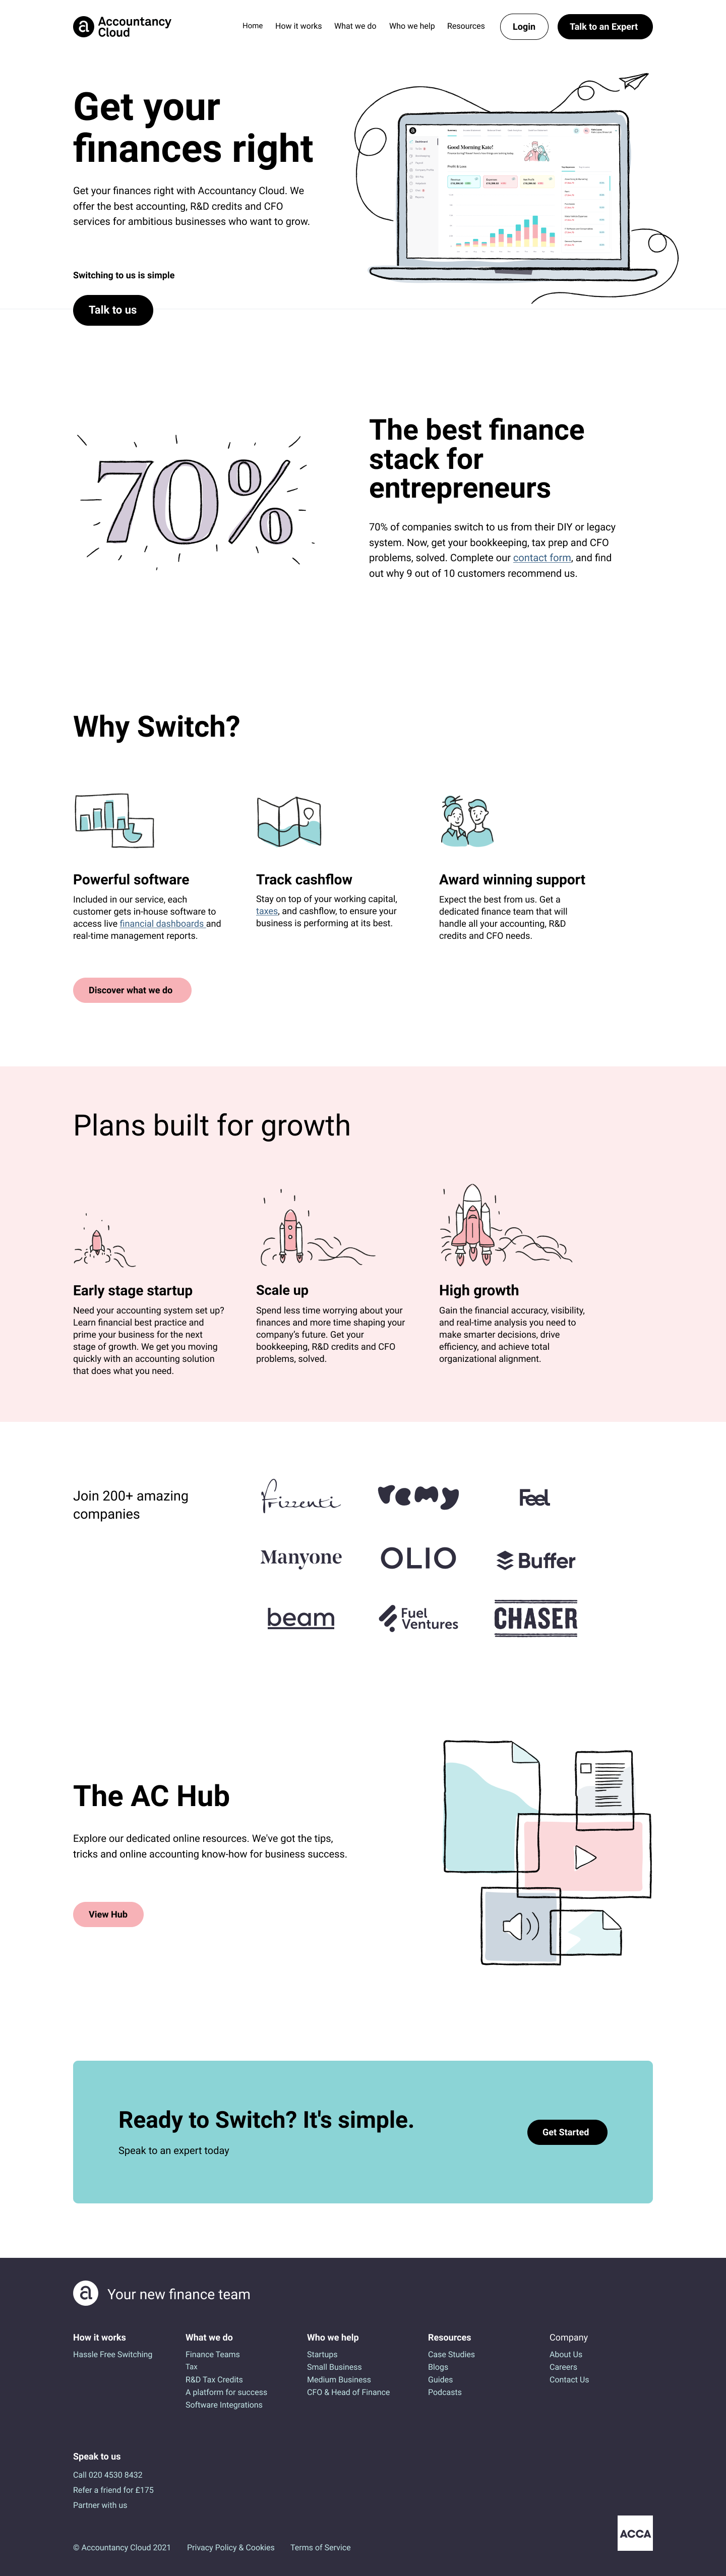 Accountancy
Cloud
Home
How it works
What we do
Who we help
Resources
Login
Talk to an Expert
Get your
finances right
Get your finances right with Accountancy Cloud. We
offer the best accounting, R&D credits and CFO
services for ambitious businesses who want to grow.
Switching to us is simple
Talk to us
Good Morning Kate!
70%
The best finance
stack for
entrepreneurs
70% of companies switch to us from their DIY or legacy
system. Now, get your bookkeeping, tax prep and CFO
problems, solved. Complete our contact form, and find
out why 9 out of 10 customers recommend us.
Why Switch?
Powerful software
Included in our service, each
customer gets in-house software to
access live financial dashboards and
real-time management reports.
Track cashflow
Stay on top of your working capital,
taxes, and cashflow, to ensure your
business is performing at its best.
Award winning support
Expect the best from us. Get a
dedicated finance team that will
handle all your accounting, R&D
credits and CFO needs.
Discover what we do
Plans built for growth
Early stage startup
Need your accounting system set up?
Learn financial best practice and
prime your business for the next
stage of growth. We get you moving
quickly with an accounting solution
that does what you need.
Scale up
Spend less time worrying about your
finances and more time shaping your
company's future. Get your
bookkeeping, R&D credits and CFO
problems, solved.
High growth
Gain the financial accuracy, visibility,
and real-time analysis you need to
make smarter decisions, drive
efficiency, and achieve total
organizational alignment.
Join 200+ amazing
companies
frizzenti
remy
Feel
Manyone
OLIO
Buffer
beam
Fuel
Ventures
CHASER
The AC Hub
Explore our dedicated online resources. We've got the tips,
tricks and online accounting know-how for business success.
View Hub
Ready to Switch? It's simple.
Speak to an expert today
Get Started
Your new finance team
How it works
Hassle Free Switching
What we do
Finance Teams
Tax
R&D Tax Credits
A platform for success
Software Integrations
Who we help
Startups
Small Business
Medium Business
CFO & Head of Finance
Resources
Case Studies
Blogs
Guides
Podcasts
Company
About Us
Careers
Contact Us
Speak to us
Call 020 4530 8432
Refer a friend for £175
Partner with us
ACCA
© Accountancy Cloud 2021
Privacy Policy & Cookies
Terms of Service